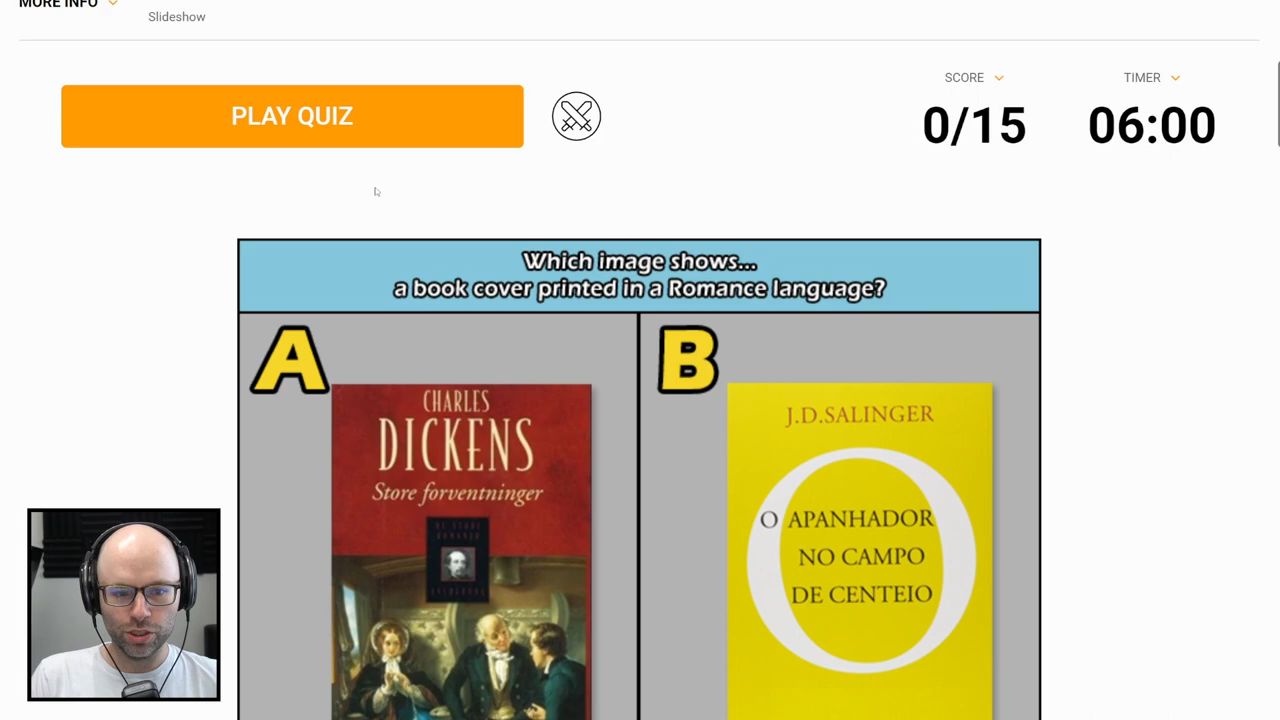 MORE INFO
Slideshow
PLAY QUIZ
SCORE
TIMER
0/15
06:00
Which image shows...
a book cover printed in a Romance language?
A
B
CHARLES
DICKENS
Store forventninger
J.D.SALINGER
O APANHADOR
NO CAMPO
DE CENTEIO